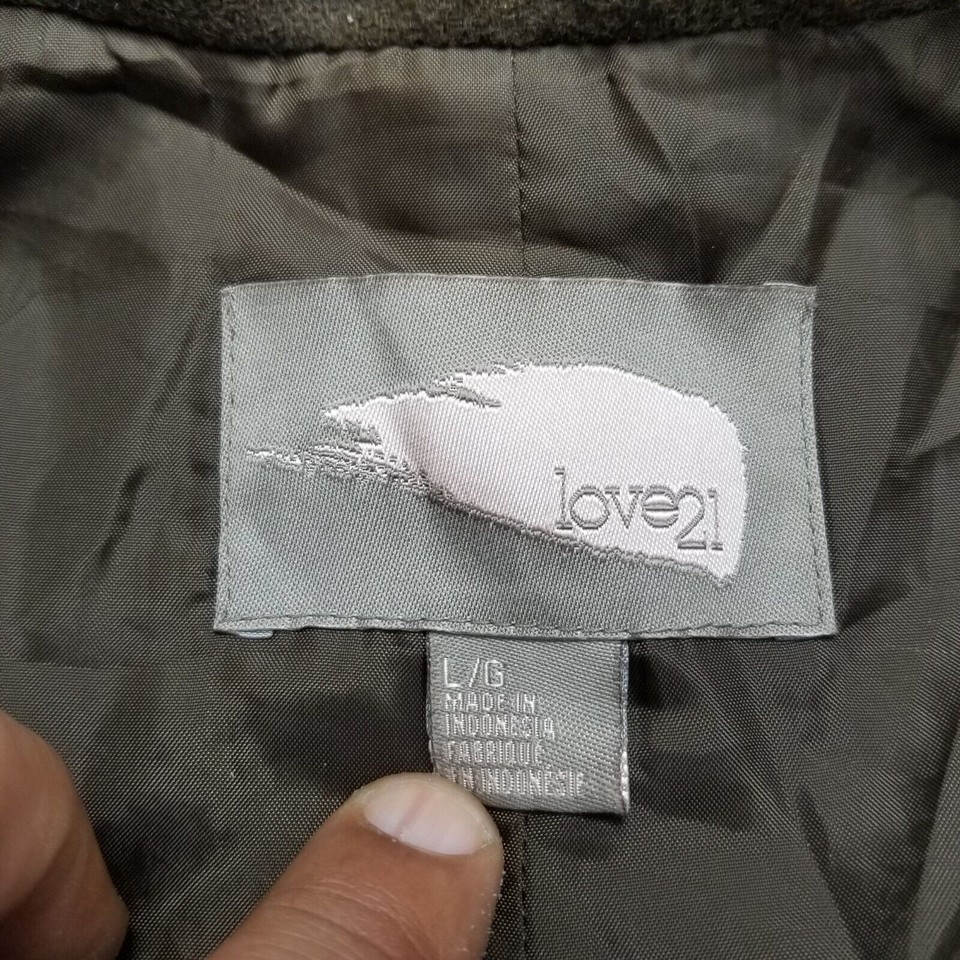 love21
L/G
MADE IN
INDONESIA
FABRIQUÉ
EN INDONÉSIE